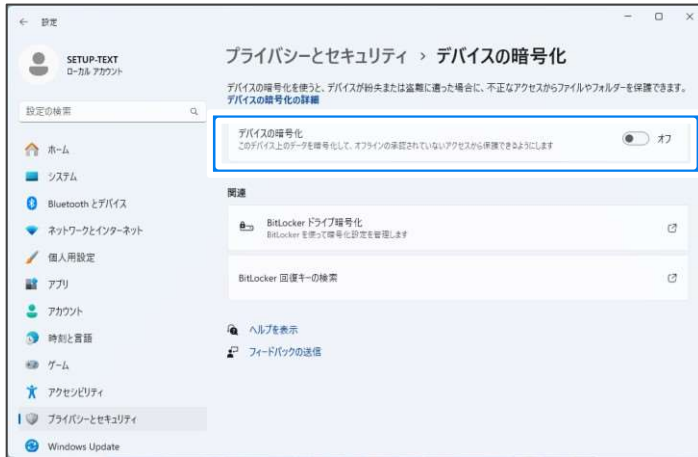 設定
SETUP-TEXT
ローカル アカウント
設定の検索
ホーム
システム
Bluetooth とデバイス
ネットワークとインターネット
個人用設定
アプリ
アカウント
時刻と言語
ゲーム
アクセシビリティ
プライバシーとセキュリティ
Windows Update
プライバシーとセキュリティ › デバイスの暗号化
デバイスの暗号化を使うと、デバイスが紛失または盗難に遭った場合に、不正なアクセスからファイルやフォルダーを保護できます。
デバイスの暗号化の詳細
デバイスの暗号化
このデバイス上のデータを暗号化して、オフラインの承認されていないアクセスから保護できるようにします
オフ
関連
BitLocker ドライブ暗号化
BitLocker を使って暗号化設定を管理します
BitLocker 回復キーの検索
ヘルプを表示
フィードバックの送信